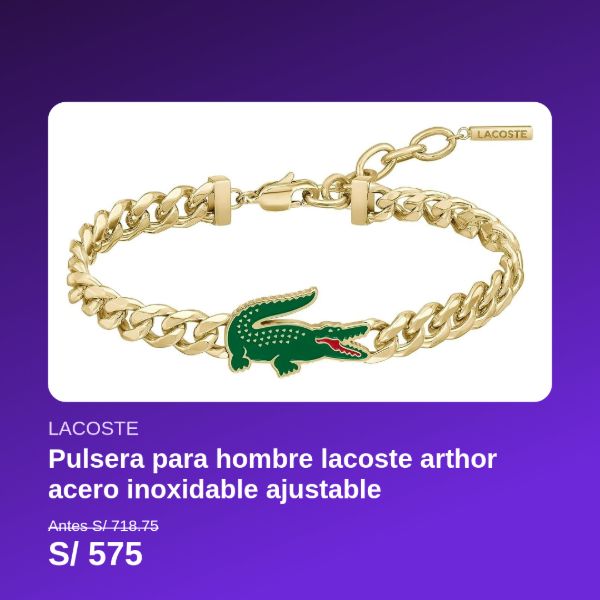 LACOSTE
LACOSTE
Pulsera para hombre lacoste arthor
acero inoxidable ajustable
Antes S/ 718.75
S/ 575